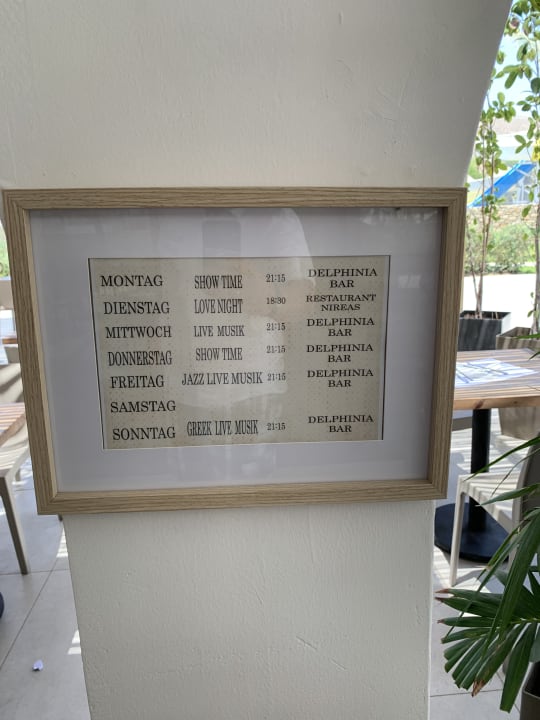 MONTAG SHOW TIME 21:15 DELPHINIA BAR
DIENSTAG LOVE NIGHT 18:30 RESTAURANT NIREAS
MITTWOCH LIVE MUSIK 21:15 DELPHINIA BAR
DONNERSTAG SHOW TIME 21:15 DELPHINIA BAR
FREITAG JAZZ LIVE MUSIK 21:15 DELPHINIA BAR
SAMSTAG
SONNTAG GREEK LIVE MUSIK 21:15 DELPHINIA BAR